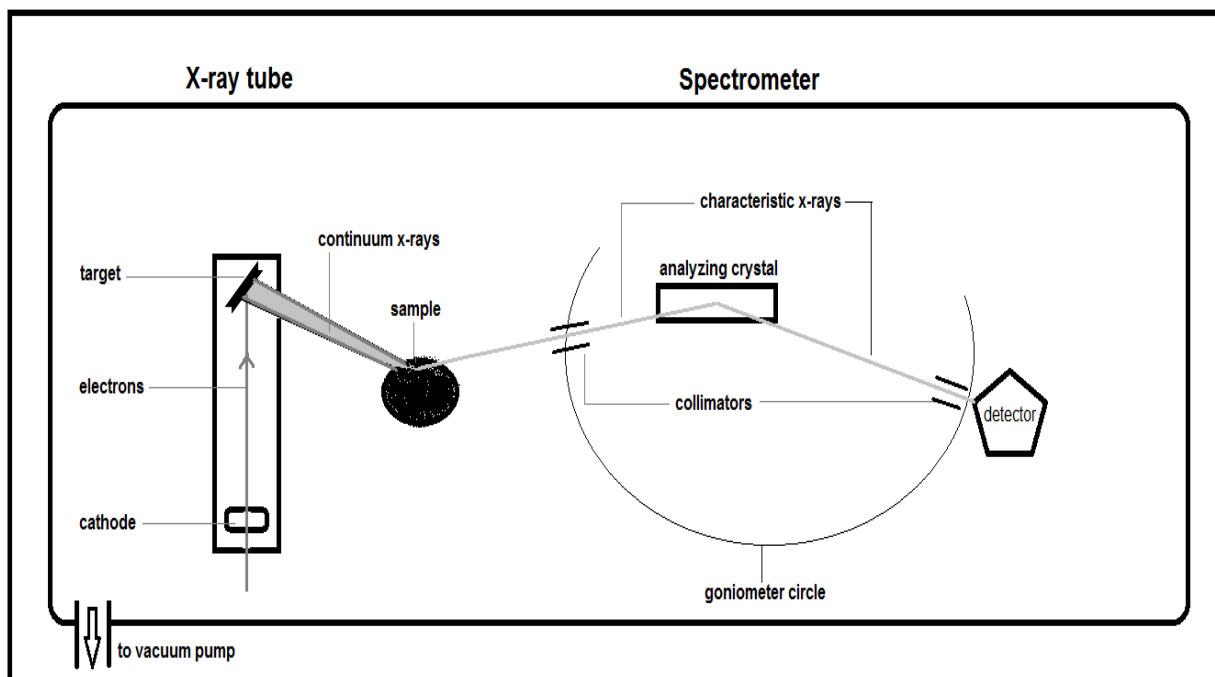 X-ray tube
Spectrometer
characteristic x-rays
continuum x-rays
target
analyzing crystal
sample
electrons
collimators
detector
cathode
goniometer circle
to vacuum pump